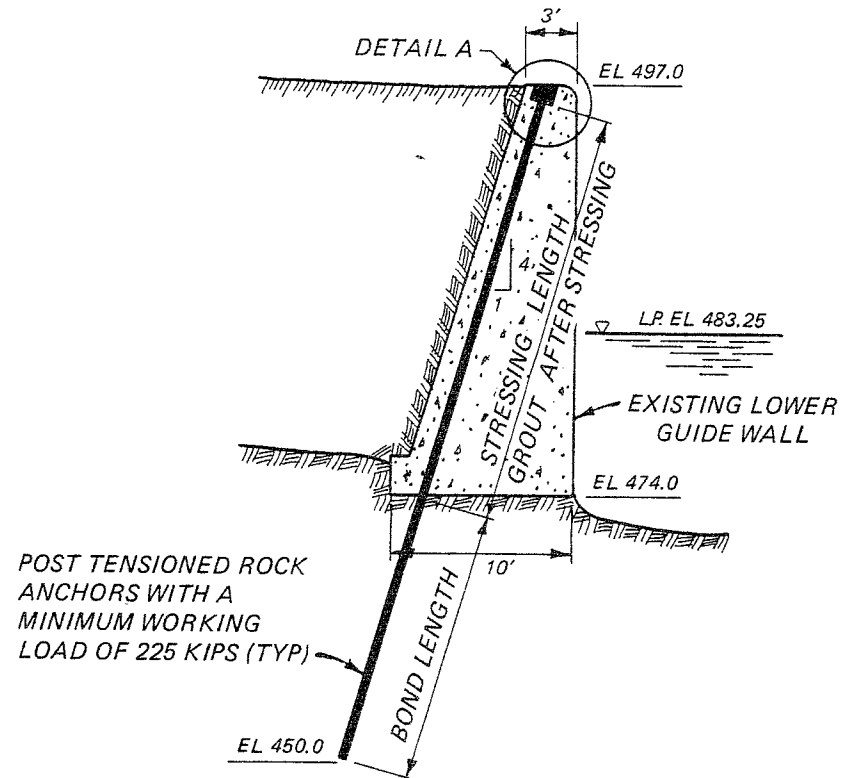 3'
DETAIL A
EL 497.0
4
1
STRESSING LENGTH
GROUT AFTER STRESSING
L.P. EL 483.25
EXISTING LOWER
GUIDE WALL
EL 474.0
10'
POST TENSIONED ROCK
ANCHORS WITH A
MINIMUM WORKING
LOAD OF 225 KIPS (TYP)
BOND LENGTH
EL 450.0